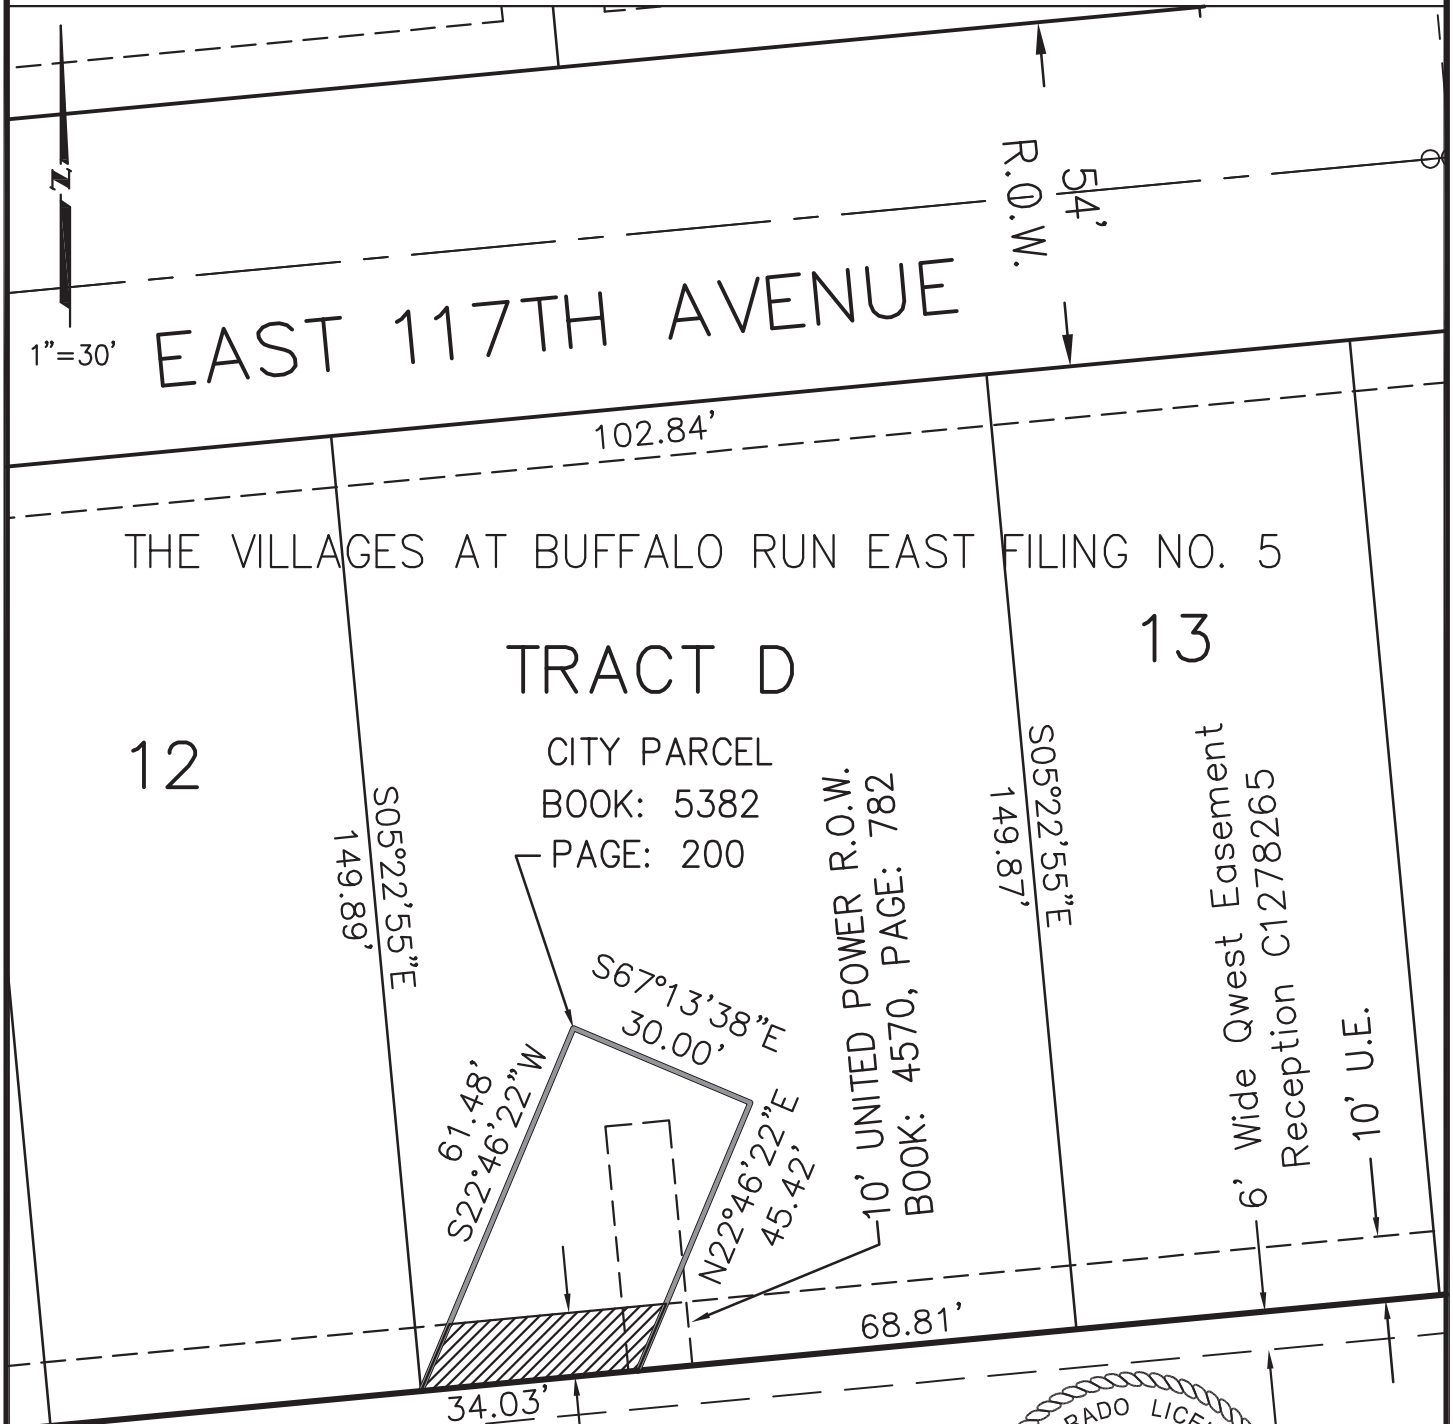 54'
R.O.W.
N
EAST 117TH AVENUE
1"=30'
102.84'
THE VILLAGES AT BUFFALO RUN EAST FILING NO. 5
13
TRACT D
12
CITY PARCEL
BOOK: 5382
PAGE: 200
S05°22'55"E
149.89'
S05°22'55"E
149.87'
10' UNITED POWER R.O.W.
BOOK: 4570, PAGE: 782
6' Wide Qwest Easement
Reception C1278265
10' U.E.
S67°13'38"E
30.00'
61.48'
S22°46'22"W
N22°46'22"E
45.42'
68.81'
34.03'
RADO LICE